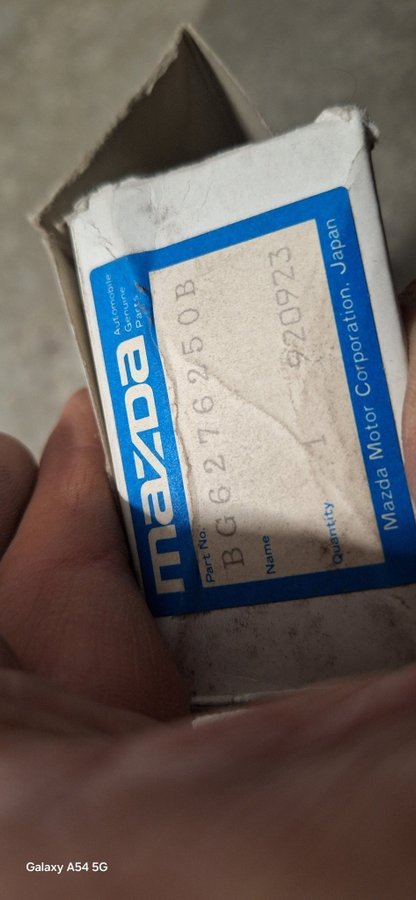 mazda
Automobile
Genuine
Parts
Part No.
BG6276250B
Name
Quantity
1
920923
Mazda Motor Corporation, Japan
Galaxy A54 5G